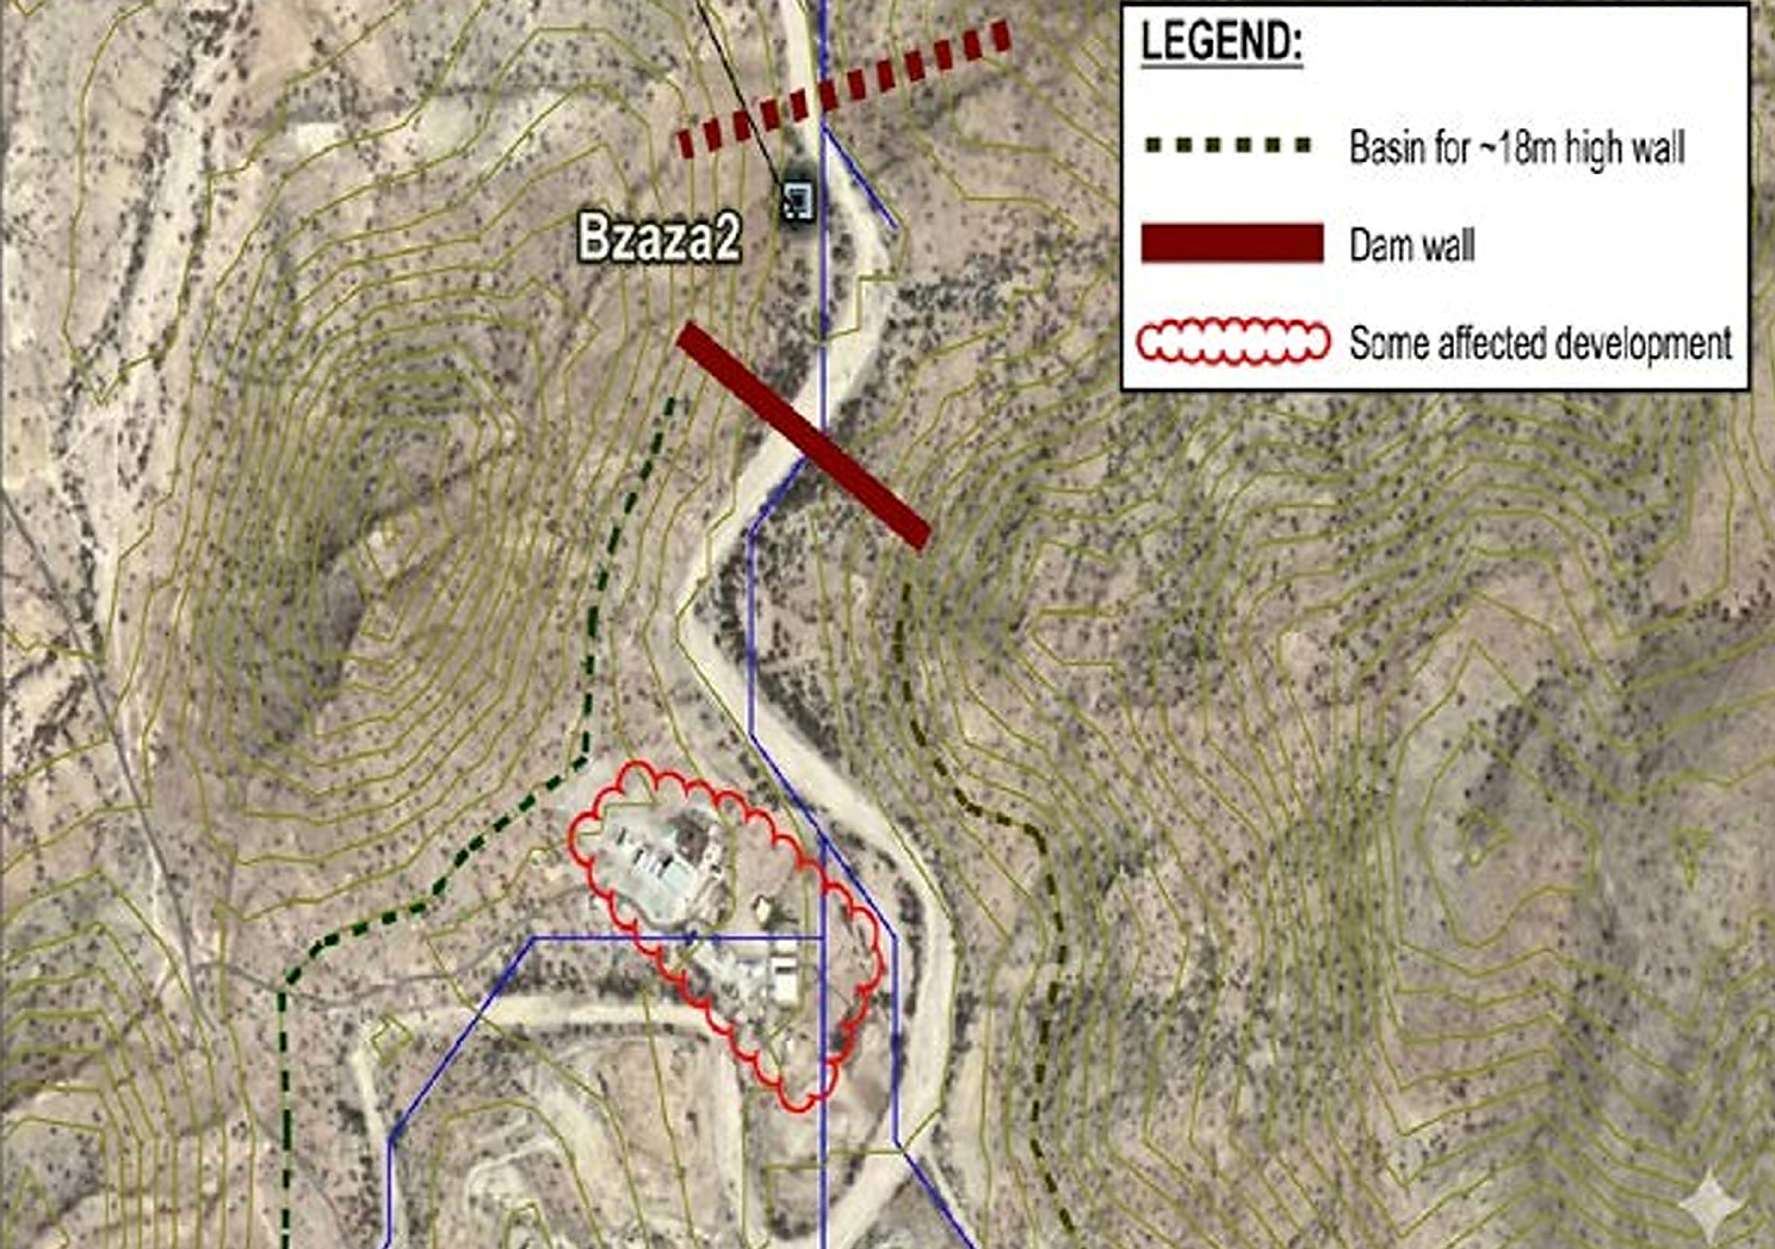 LEGEND:
Basin for ~18m high wall
Dam wall
Some affected development
Bzaza2